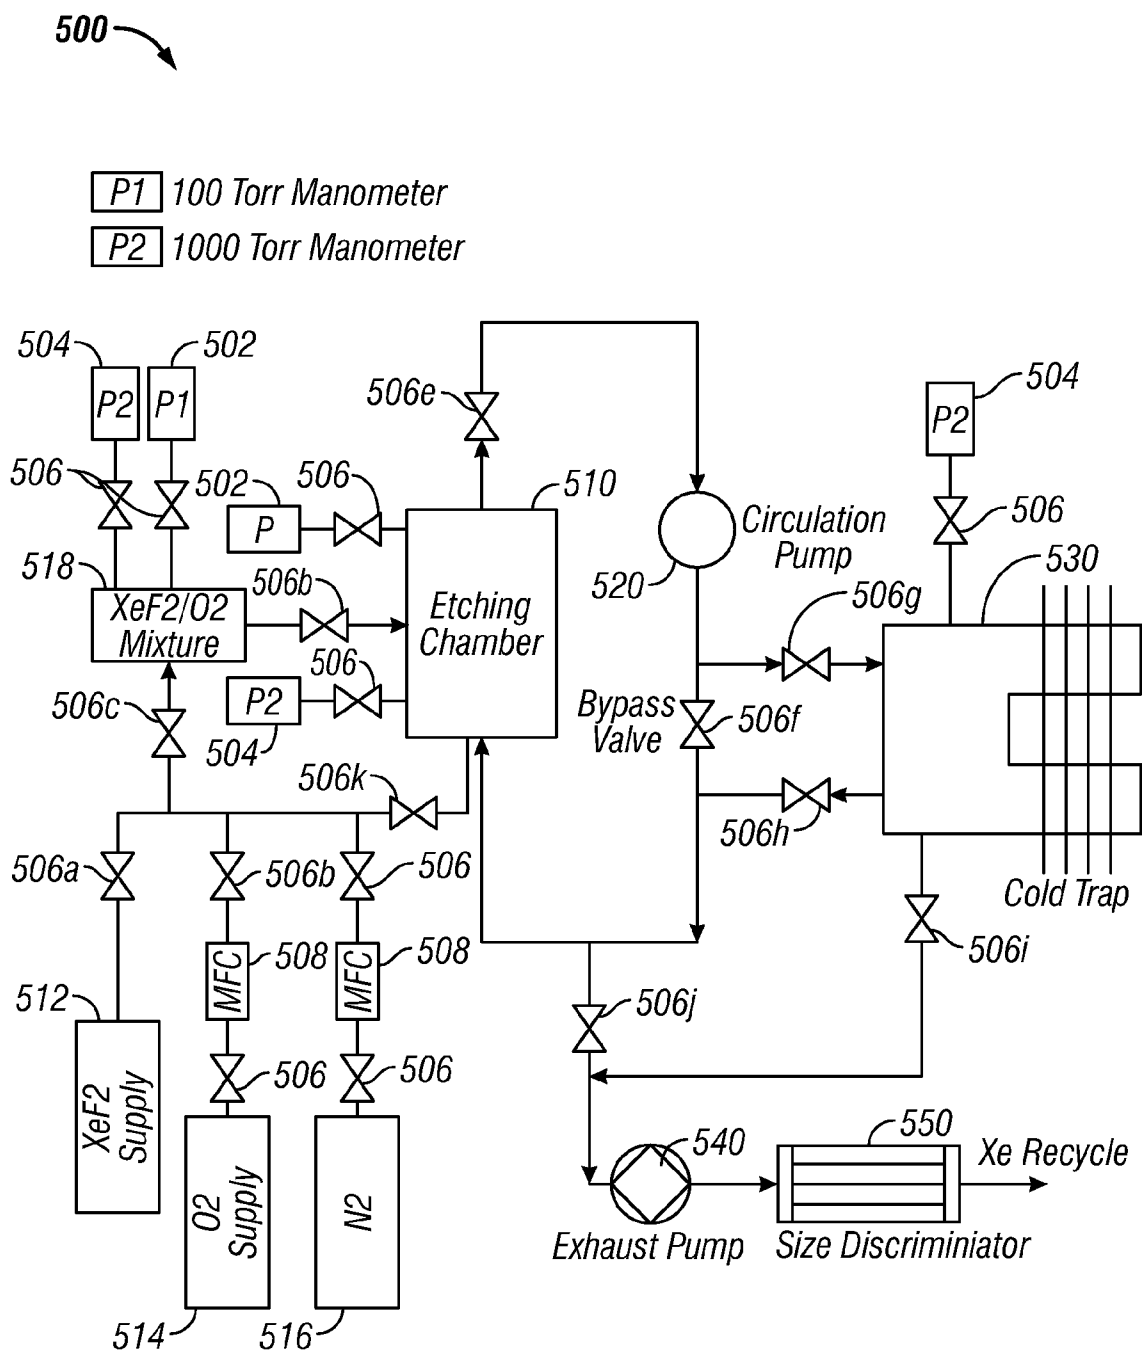 500
P1 100 Torr Manometer
P2 1000 Torr Manometer
504
502
P2
P1
506
506e
504
P2
506
502
506
P
510
Circulation
Pump
520
518
XeF2/O2
Mixture
506b
Etching
Chamber
530
506g
506c
506
P2
504
Bypass
Valve
506f
506k
506h
506a
506b
506
Cold Trap
506i
MFC
508
MFC
508
512
506j
XeF2
Supply
506
506
O2
Supply
N2
540
550
Xe Recycle
Exhaust Pump
Size Discriminiator
514
516